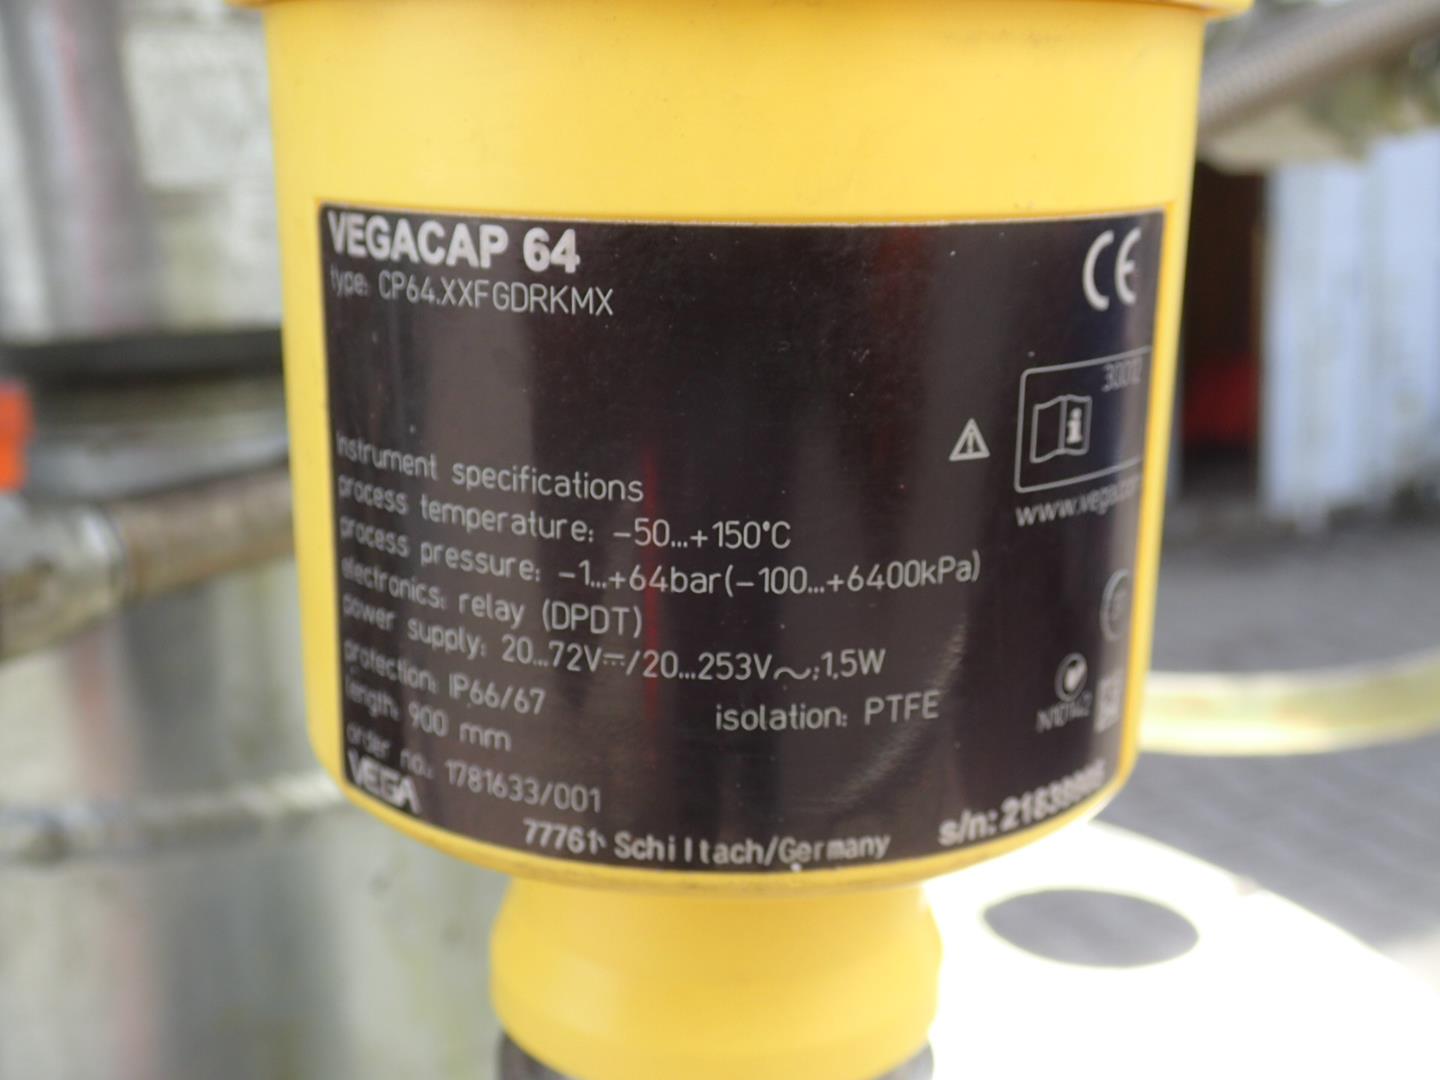 VEGACAP 64
type: CP64.XXFGDRKMX
Instrument specifications
process temperature: -50...+150°C
process pressure: -1...+64bar(-100...+6400kPa)
electronics: relay (DPDT)
power supply: 20...72V⎓/20...253V∼;1.5W
protection: IP66/67
isolation: PTFE
length: 900 mm
order no.: 1781633/001
VEGA
77761 Schiltach/Germany
s/n:
CE
i
N10142